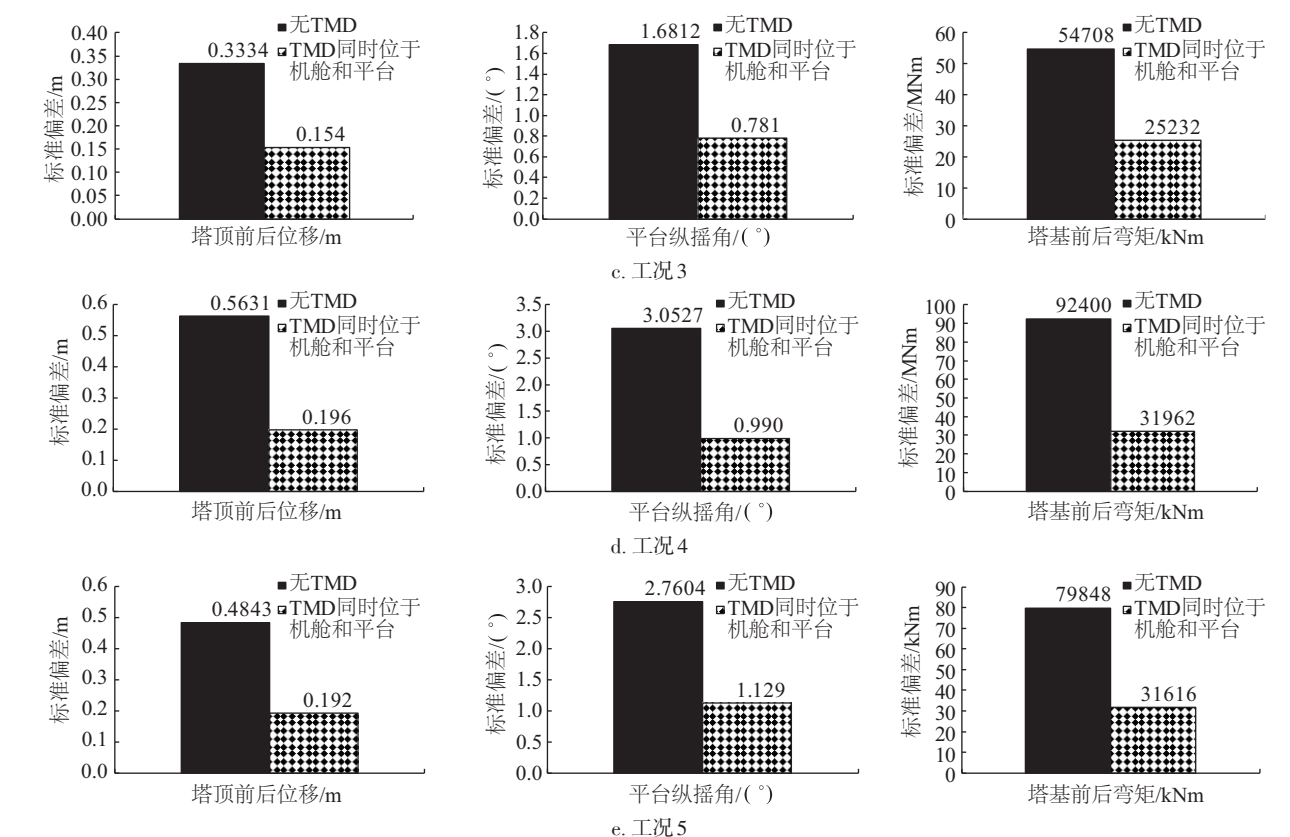 无TMD
TMD同时位于
机舱和平台
0.40
0.35
0.30
0.25
0.20
0.15
0.10
0.05
0.00
标准偏差/m
0.3334
0.154
塔顶前后位移/m
无TMD
TMD同时位于
机舱和平台
1.8
1.6
1.4
1.2
1.0
0.8
0.6
0.4
0.2
0.0
标准偏差/(°)
1.6812
0.781
平台纵摇角/(°)
无TMD
TMD同时位于
机舱和平台
60
50
40
30
20
10
0
标准偏差/MNm
54708
25232
塔基前后弯矩/kNm
c. 工况3
无TMD
TMD同时位于
机舱和平台
0.6
0.5
0.4
0.3
0.2
0.1
0.0
标准偏差/m
0.5631
0.196
塔顶前后位移/m
无TMD
TMD同时位于
机舱和平台
3.5
3.0
2.5
2.0
1.5
1.0
0.5
0.0
标准偏差/(°)
3.0527
0.990
平台纵摇角/(°)
无TMD
TMD同时位于
机舱和平台
100
90
80
70
60
50
40
30
20
10
0
标准偏差/MNm
92400
31962
塔基前后弯矩/kNm
d. 工况4
无TMD
TMD同时位于
机舱和平台
0.6
0.5
0.4
0.3
0.2
0.1
0.0
标准偏差/m
0.4843
0.192
塔顶前后位移/m
无TMD
TMD同时位于
机舱和平台
3.0
2.5
2.0
1.5
1.0
0.5
0.0
标准偏差/(°)
2.7604
1.129
平台纵摇角/(°)
无TMD
TMD同时位于
机舱和平台
90
80
70
60
50
40
30
20
10
0
标准偏差/kNm
79848
31616
塔基前后弯矩/kNm
e. 工况5